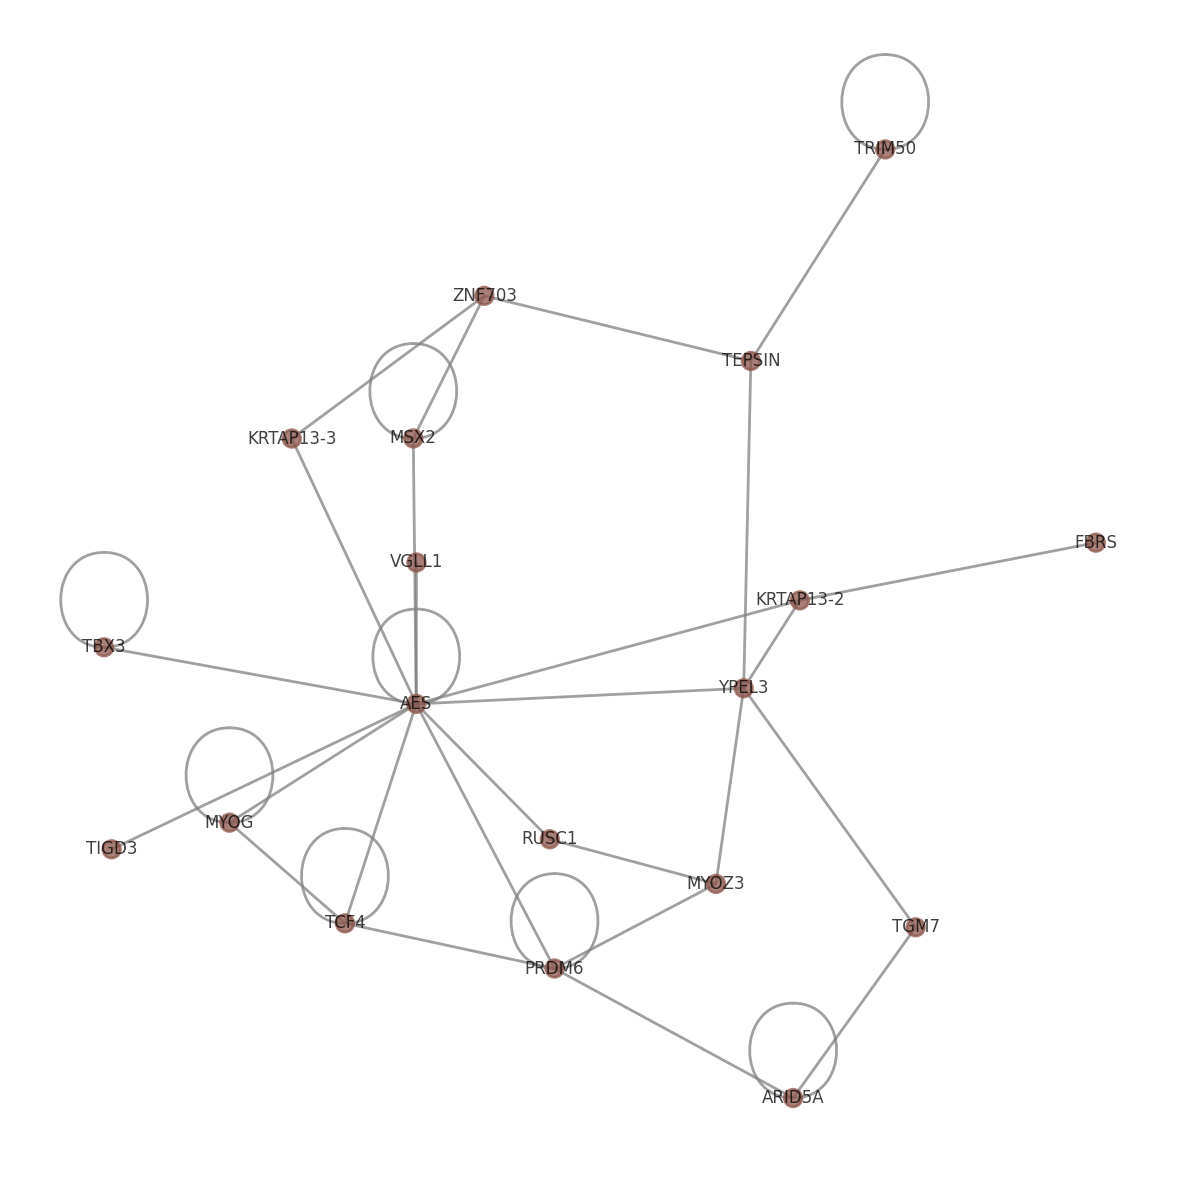 TRIM50
ZNF703
TEPSIN
KRTAP13-3
MSX2
FBRS
VGLL1
KRTAP13-2
TBX3
YPEL3
AES
MYOG
RUSC1
TIGD3
MYOZ3
TCF4
TGM7
PRDM6
ARID5A